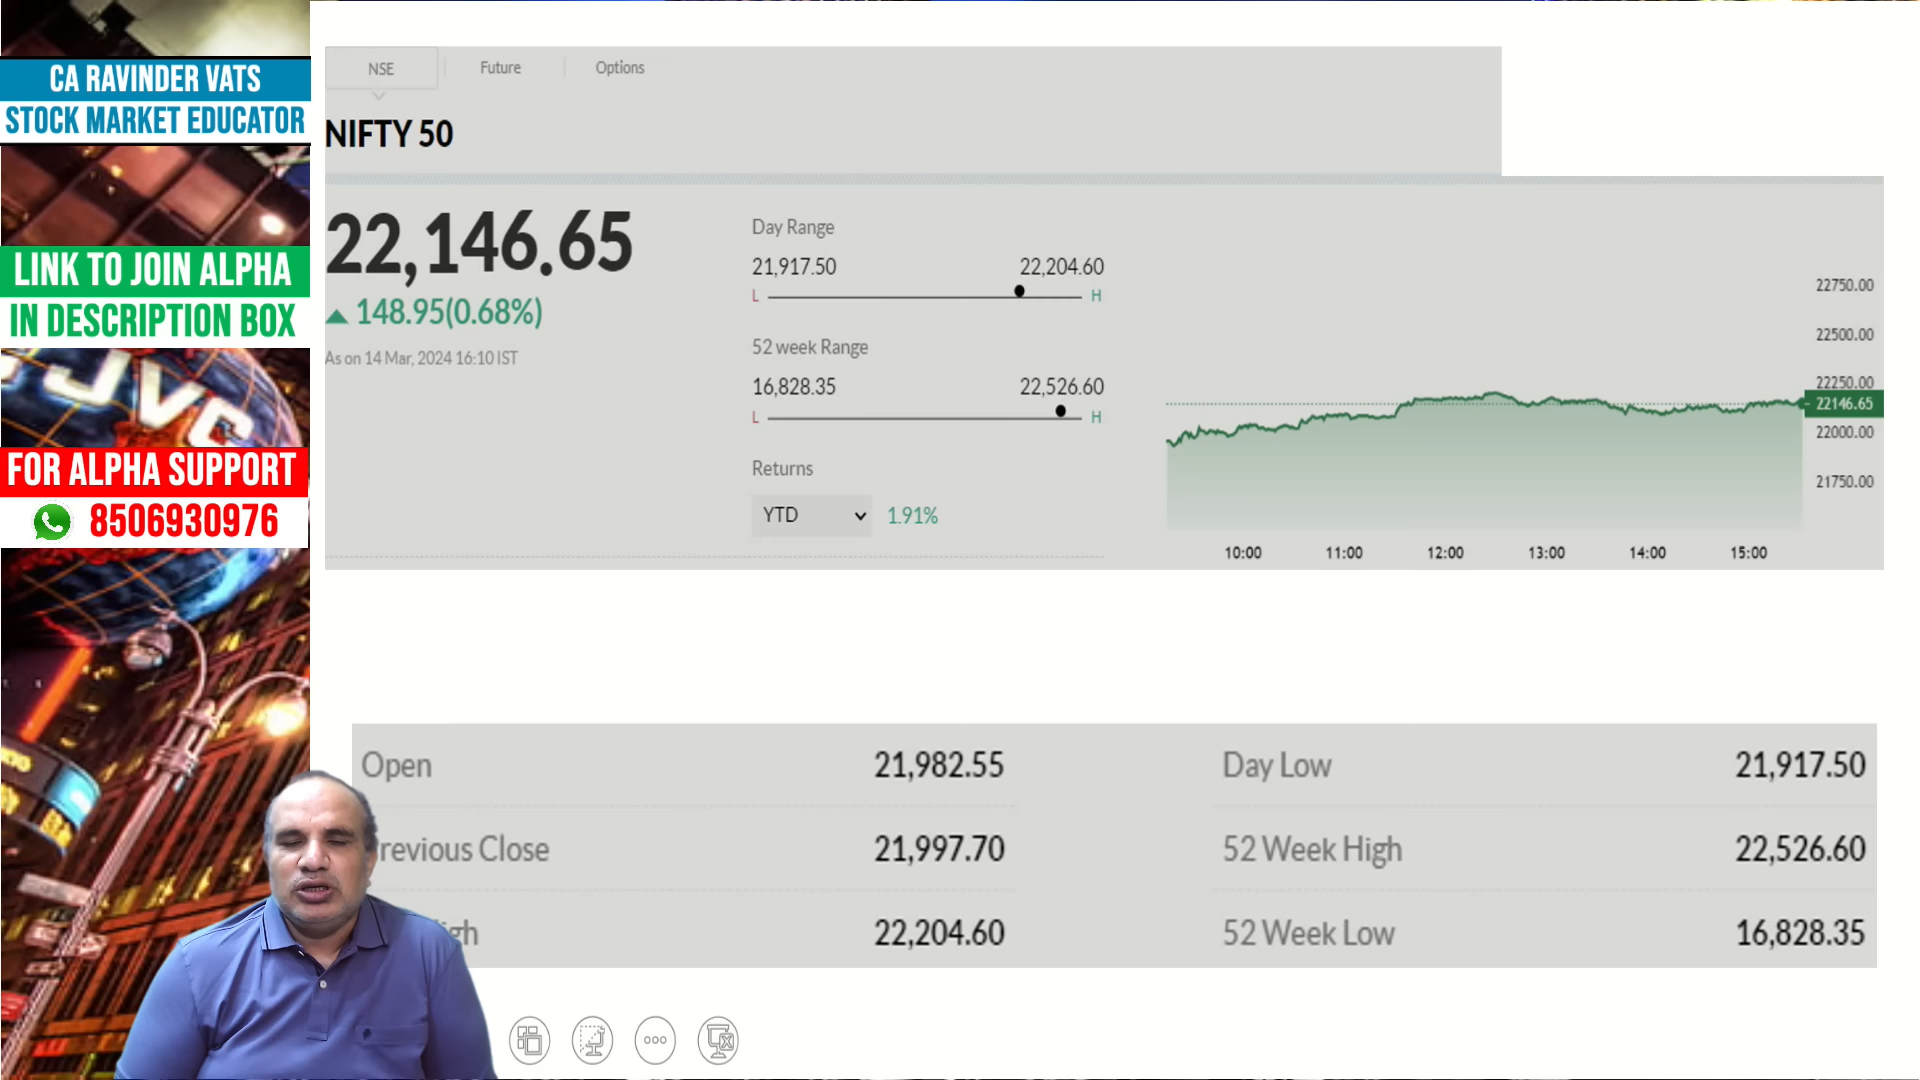 CA RAVINDER VATS
STOCK MARKET EDUCATOR
LINK TO JOIN ALPHA
IN DESCRIPTION BOX
JVC
FOR ALPHA SUPPORT
8506930976
NSE
Future
Options
NIFTY 50
22,146.65
148.95(0.68%)
As on 14 Mar, 2024 16:10 IST
Day Range
21,917.50 22,204.60
L H
52 week Range
16,828.35 22,526.60
L H
Returns
YTD 1.91%
22750.00
22500.00
22250.00
22146.65
22000.00
21750.00
10:00 11:00 12:00 13:00 14:00 15:00
Open 21,982.55
Previous Close 21,997.70
igh 22,204.60
Day Low 21,917.50
52 Week High 22,526.60
52 Week Low 16,828.35